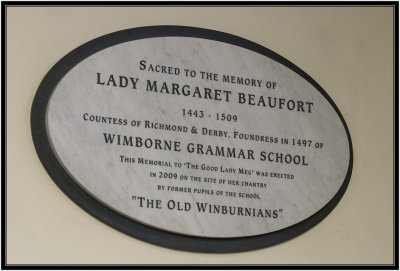 SACRED TO THE MEMORY OF
LADY MARGARET BEAUFORT
1443 - 1509
COUNTESS OF RICHMOND & DERBY, FOUNDRESS IN 1497 OF
WIMBORNE GRAMMAR SCHOOL
THIS MEMORIAL TO "THE GOOD LADY MEG" WAS ERECTED
IN 2009 ON THE SITE OF HER CHANTRY
BY FORMER PUPILS OF THE SCHOOL
"THE OLD WINBURNIANS"